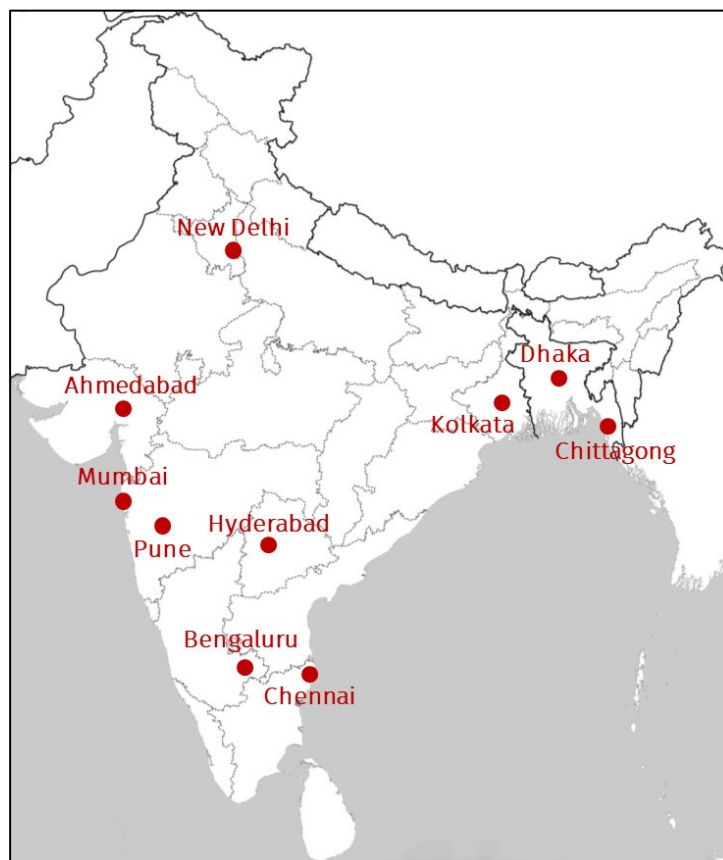 New Delhi
Dhaka
Ahmedabad
Kolkata
Chittagong
Mumbai
Hyderabad
Pune
Bengaluru
Chennai